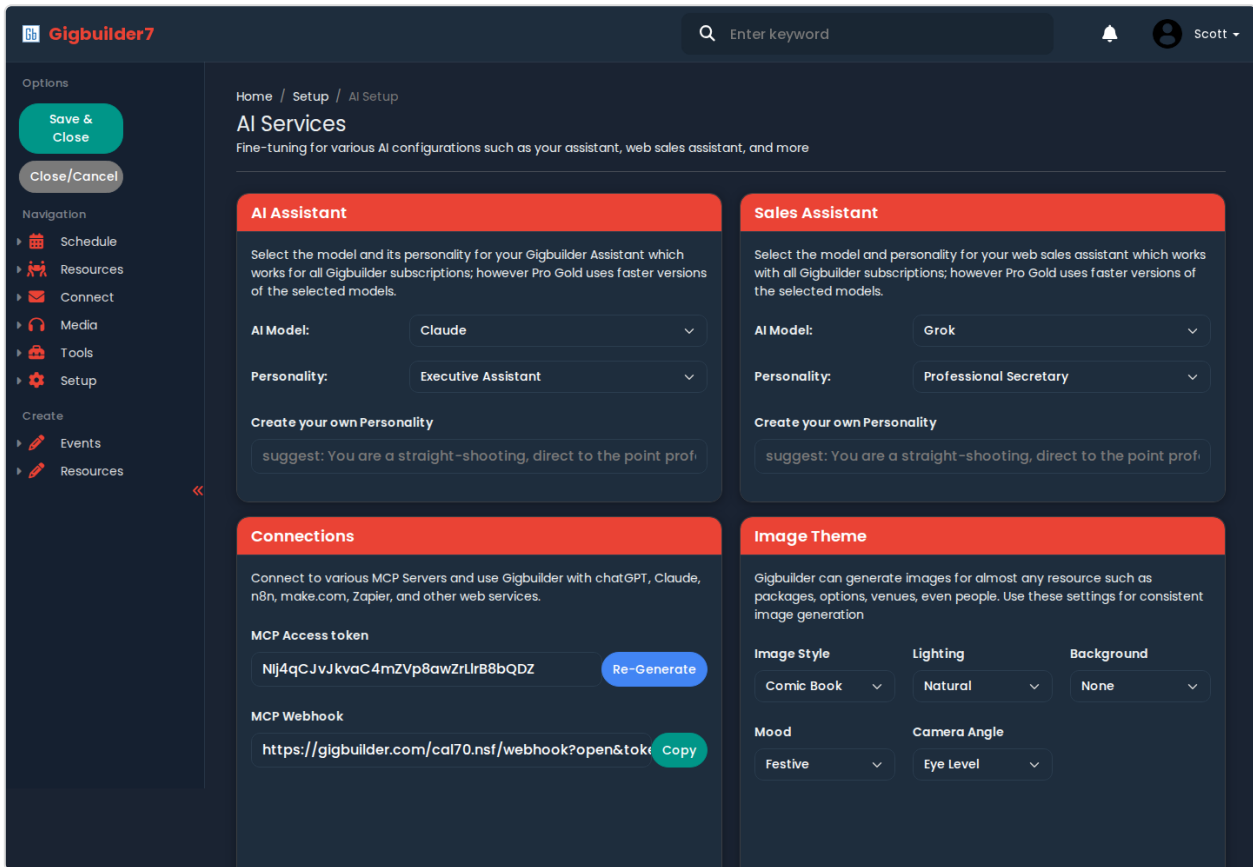 Gb Gigbuilder7
Enter keyword
Scott
Options
Save &
Close
Close/Cancel
Navigation
Schedule
Resources
Connect
Media
Tools
Setup
Create
Events
Resources
Home / Setup / AI Setup
AI Services
Fine-tuning for various AI configurations such as your assistant, web sales assistant, and more
AI Assistant
Select the model and its personality for your Gigbuilder Assistant which
works for all Gigbuilder subscriptions; however Pro Gold uses faster versions
of the selected models.
AI Model:
Claude
Personality:
Executive Assistant
Create your own Personality
suggest: You are a straight-shooting, direct to the point prof
Sales Assistant
Select the model and personality for your web sales assistant which works
with all Gigbuilder subscriptions; however Pro Gold uses faster versions of
the selected models.
AI Model:
Grok
Personality:
Professional Secretary
Create your own Personality
suggest: You are a straight-shooting, direct to the point prof
Connections
Connect to various MCP Servers and use Gigbuilder with chatGPT, Claude,
n8n, make.com, Zapier, and other web services.
MCP Access token
NIj4qCJvJkvaC4mZVp8awZrLlrB8bQDZ
Re-Generate
MCP Webhook
https://gigbuilder.com/cal70.nsf/webhook?open&toke
Copy
Image Theme
Gigbuilder can generate images for almost any resource such as
packages, options, venues, even people. Use these settings for consistent
image generation
Image Style
Lighting
Background
Comic Book
Natural
None
Mood
Camera Angle
Festive
Eye Level